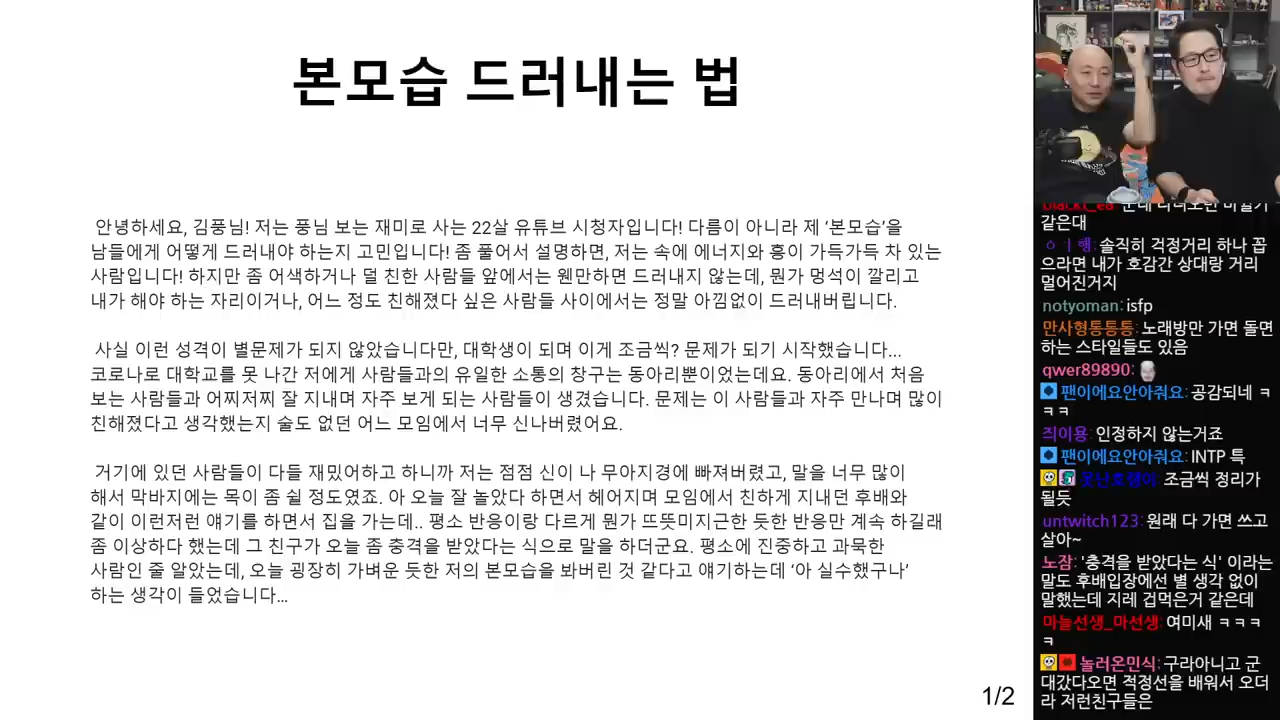 본모습 드러내는 법
안녕하세요, 김풍님! 저는 풍님 보는 재미로 사는 22살 유튜브 시청자입니다! 다름이 아니라 제 ‘본모습’을
남들에게 어떻게 드러내야 하는지 고민입니다! 좀 풀어서 설명하면, 저는 속에 에너지와 흥이 가득가득 차 있는
사람입니다! 하지만 좀 어색하거나 덜 친한 사람들 앞에서는 웬만하면 드러내지 않는데, 뭔가 멍석이 깔리고
내가 해야 하는 자리이거나, 어느 정도 친해졌다 싶은 사람들 사이에서는 정말 아낌없이 드러내버립니다.
사실 이런 성격이 별문제가 되지 않았습니다만, 대학생이 되며 이게 조금씩? 문제가 되기 시작했습니다...
코로나로 대학교를 못 나간 저에게 사람들과의 유일한 소통의 창구는 동아리뿐이었는데요. 동아리에서 처음
보는 사람들과 어찌저찌 잘 지내며 자주 보게 되는 사람들이 생겼습니다. 문제는 이 사람들과 자주 만나며 많이
친해졌다고 생각했는지 술도 없던 어느 모임에서 너무 신나버렸어요.
거기에 있던 사람들이 다들 재밌어하고 하니까 저는 점점 신이 나 무아지경에 빠져버렸고, 말을 너무 많이
해서 막바지에는 목이 좀 쉴 정도였죠. 아 오늘 잘 놀았다 하면서 헤어지며 모임에서 친하게 지내던 후배와
같이 이런저런 얘기를 하면서 집을 가는데.. 평소 반응이랑 다르게 뭔가 뜨뜻미지근한 듯한 반응만 계속 하길래
좀 이상하다 했는데 그 친구가 오늘 좀 충격을 받았다는 식으로 말을 하더군요. 평소에 진중하고 과묵한
사람인 줄 알았는데, 오늘 굉장히 가벼운 듯한 저의 본모습을 봐버린 것 같다고 얘기하는데 ‘아 실수했구나’
하는 생각이 들었습니다...
1/2
같은데
ㅇㅣ행: 솔직히 걱정거리 하나 꼽
으라면 내가 호감간 상대랑 거리
멀어진거지
notyoman: isfp
만사형통통통: 노래방만 가면 돌면
하는 스타일들도 있음
qwer89890:
팬이에요안아줘요: 공감되네 ㅋ
ㅋㅋ
즤이용: 인정하지 않는거죠
팬이에요안아줘요: INTP 특
못난호랭이: 조금씩 정리가
될듯
untwitch123: 원래 다 가면 쓰고
살아~
노잠: '충격을 받았다는 식' 이라는
말도 후배입장에선 별 생각 없이
말했는데 지레 겁먹은거 같은데
마늘선생_마선생: 여미새 ㅋㅋㅋ
ㅋ
놀러온민식: 구라아니고 군
대갔다오면 적정선을 배워서 오더
라 저런친구들은